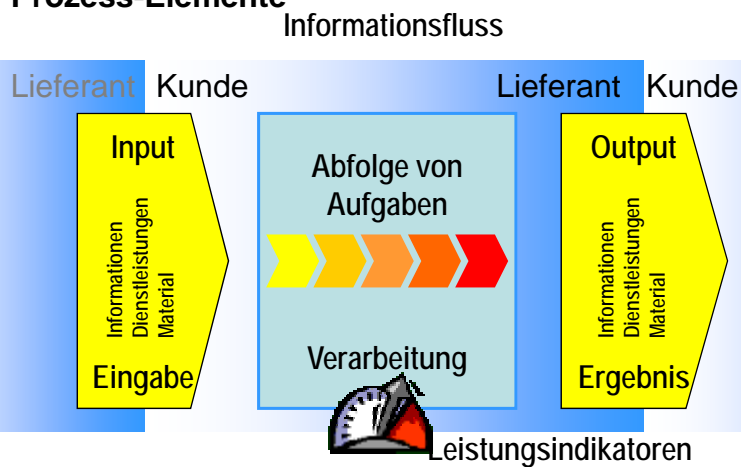 Prozess-Elemente
Informationsfluss
Lieferant Kunde
Lieferant Kunde
Input
Informationen
Dienstleistungen
Material
Eingabe
Abfolge von
Aufgaben
Verarbeitung
Output
Informationen
Dienstleistungen
Material
Ergebnis
Leistungsindikatoren